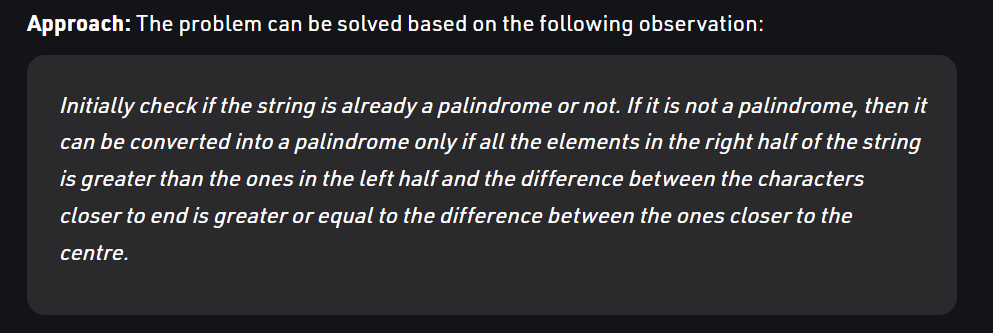 Approach: The problem can be solved based on the following observation:
Initially check if the string is already a palindrome or not. If it is not a palindrome, then it
can be converted into a palindrome only if all the elements in the right half of the string
is greater than the ones in the left half and the difference between the characters
closer to end is greater or equal to the difference between the ones closer to the
centre.